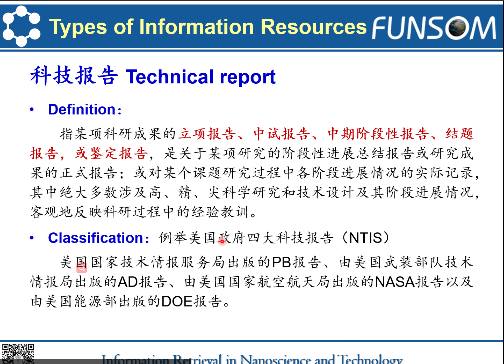 Types of Information Resources
FUNSOM
科技报告 Technical report
• Definition：
指某项科研成果的立项报告、中试报告、中期阶段性报告、结题
报告，或鉴定报告，是关于某项研究的阶段性进展总结报告或研究成
果的正式报告；或对某个课题研究过程中各阶段进展情况的实际记录，
其中绝大多数涉及高、精、尖科学研究和技术设计及其阶段进展情况，
客观地反映科研过程中的经验教训。
• Classification：例举美国政府四大科技报告（NTIS）
美国国家技术情报服务局出版的PB报告、由美国武装部队技术
情报局出版的AD报告、由美国国家航空航天局出版的NASA报告以及
由美国能源部出版的DOE报告。
Information Retrieval in Nanoscience and Nanotechnology